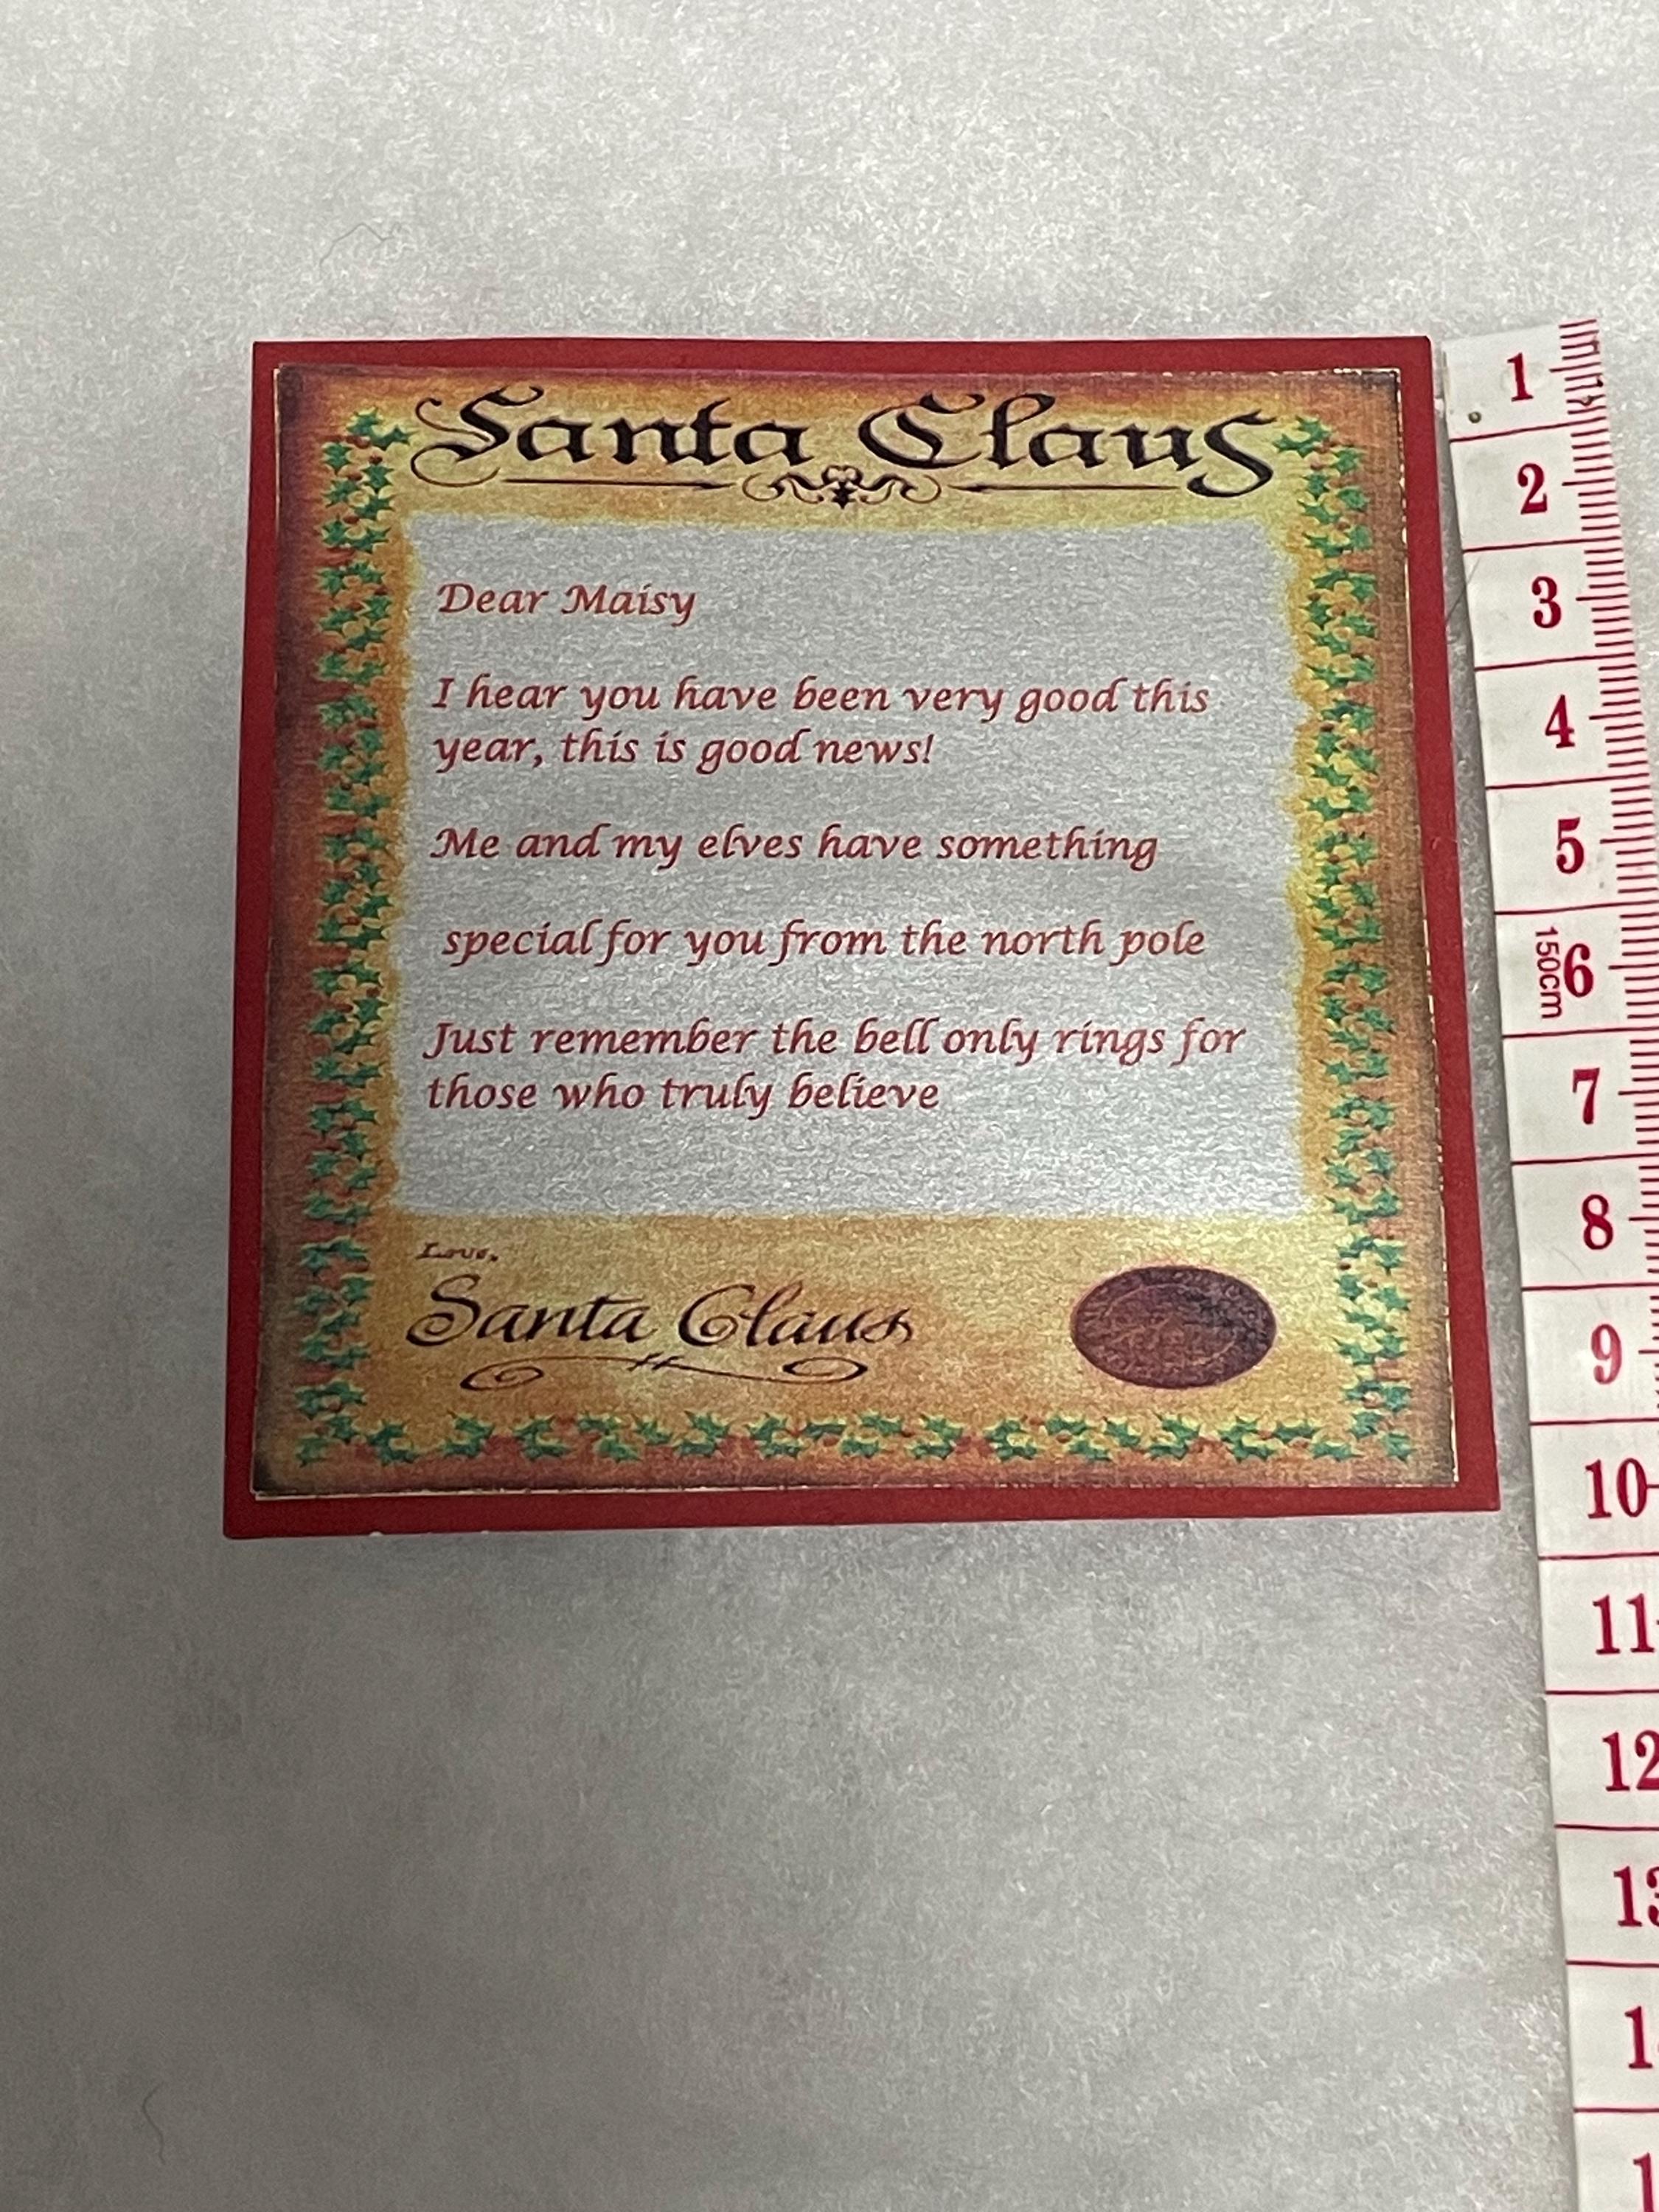 Santa Claus
Dear Maisy
I hear you have been very good this
year, this is good news!
Me and my elves have something
special for you from the north pole
Just remember the bell only rings for
those who truly believe
Love,
Santa Claus
1
2
3
4
5
150cm
6
7
8
9
10
11
12
13